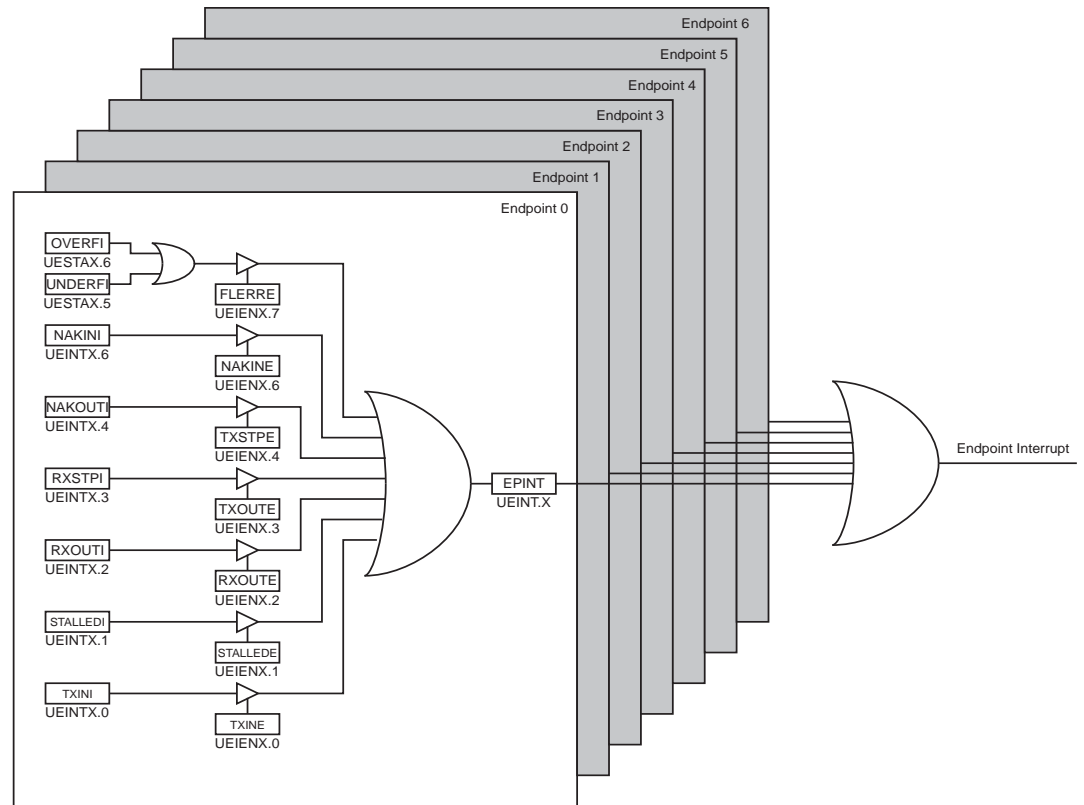 Endpoint 6
Endpoint 5
Endpoint 4
Endpoint 3
Endpoint 2
Endpoint 1
Endpoint 0
OVERFI
UESTAX.6
UNDERFI
UESTAX.5
FLERRE
UEIENX.7
NAKINI
UEINTX.6
NAKINE
UEIENX.6
NAKOUTI
UEINTX.4
TXSTPE
UEIENX.4
RXSTPI
UEINTX.3
TXOUTE
UEIENX.3
RXOUTI
UEINTX.2
RXOUTE
UEIENX.2
STALLEDI
UEINTX.1
STALLEDE
UEIENX.1
TXINI
UEINTX.0
TXINE
UEIENX.0
EPINT
UEINT.X
Endpoint Interrupt